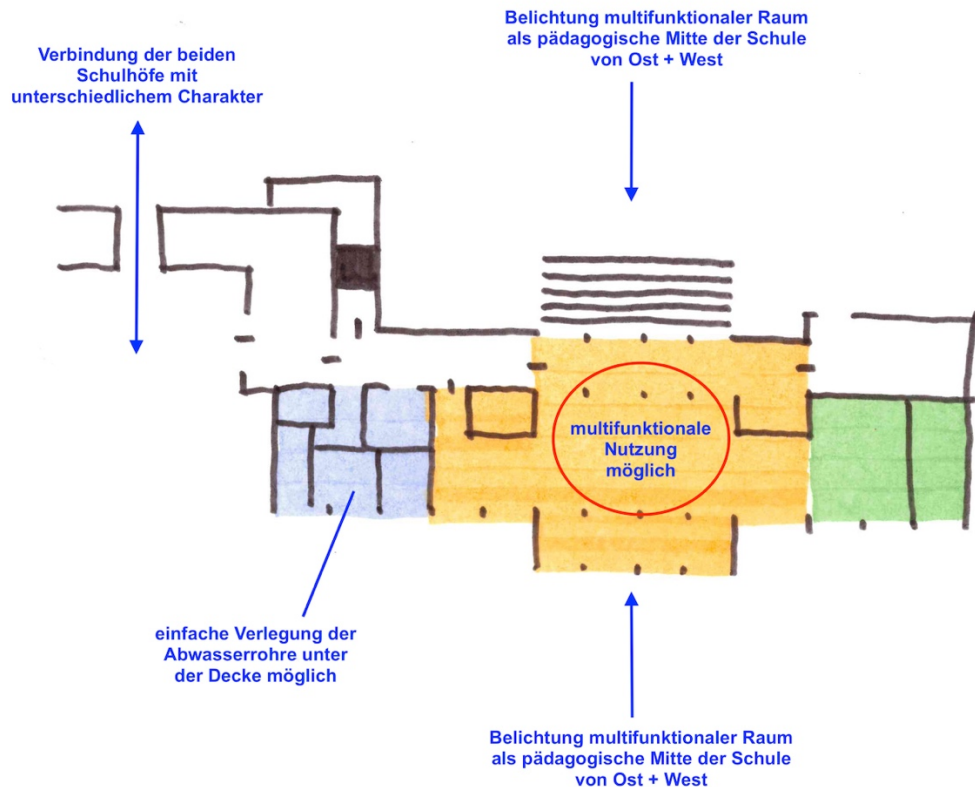 Belichtung multifunktionaler Raum
als pädagogische Mitte der Schule
von Ost + West
Verbindung der beiden
Schulhöfe mit
unterschiedlichem Charakter
multifunktionale
Nutzung
möglich
einfache Verlegung der
Abwasserrohre unter
der Decke möglich
Belichtung multifunktionaler Raum
als pädagogische Mitte der Schule
von Ost + West